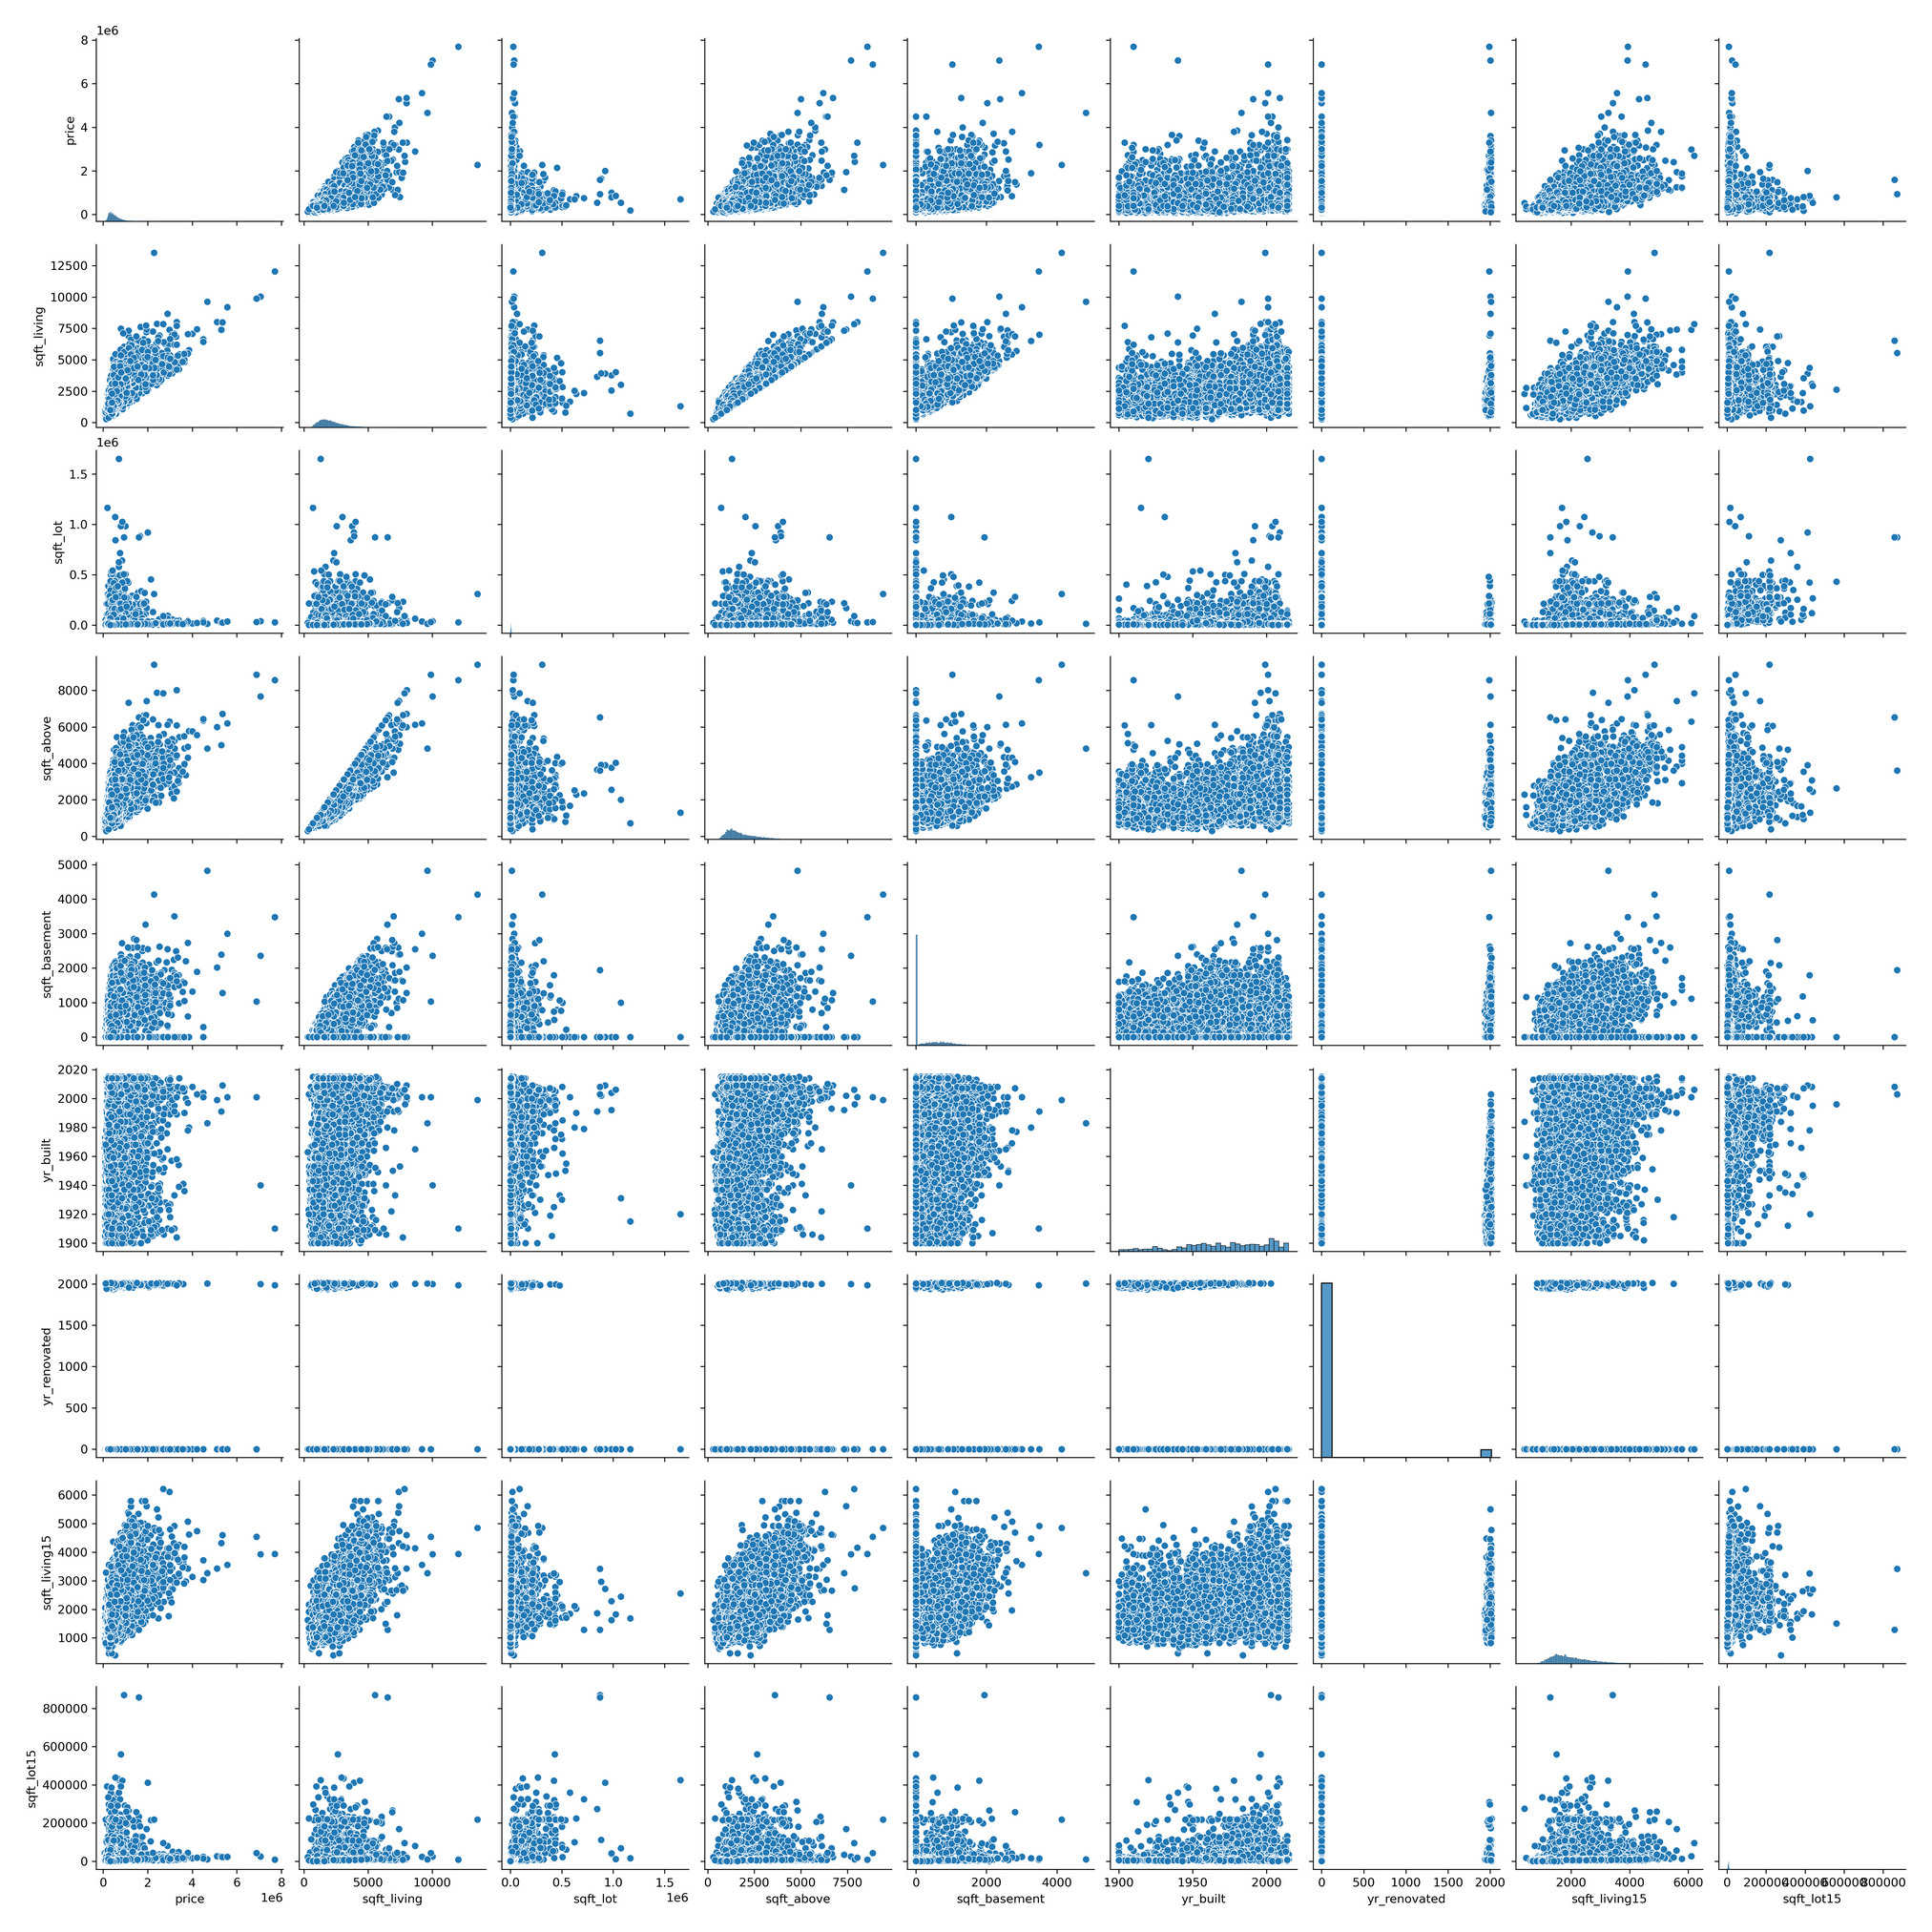 1e6
8
6
4
2
0
price
12500
10000
7500
5000
2500
0
sqft_living
1e6
1.5
1.0
0.5
0.0
sqft_lot
8000
6000
4000
2000
0
sqft_above
5000
4000
3000
2000
1000
0
sqft_basement
2020
2000
1980
1960
1940
1920
1900
yr_built
2000
1500
1000
500
0
yr_renovated
6000
5000
4000
3000
2000
1000
sqft_living15
800000
600000
400000
200000
0
sqft_lot15
0 2 4 6 8
price 1e6
0 5000 10000
sqft_living
0.0 0.5 1.0 1.5
sqft_lot 1e6
0 2500 5000 7500
sqft_above
0 2000 4000
sqft_basement
1900 1950 2000
yr_built
0 500 1000 1500 2000
yr_renovated
2000 4000 6000
sqft_living15
0 200000 400000 600000 800000
sqft_lot15